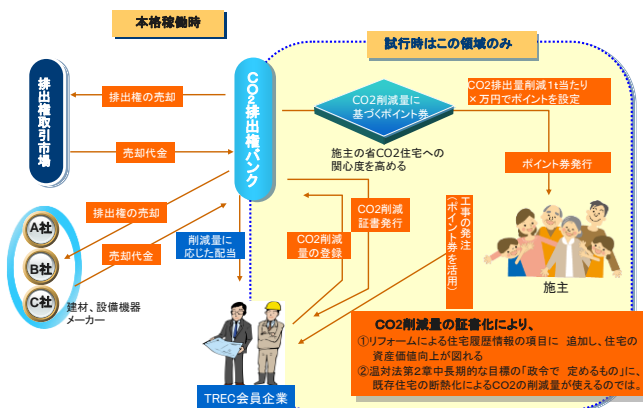 本格稼働時
試行時はこの領域のみ
排出権取引市場
排出権の売却
売却代金
CO2排出権バンク
CO2削減量に
基づくポイント券
CO2排出量削減1t当たり
×万円でポイントを設定
施主の省CO2住宅への
関心度を高める
ポイント券発行
A社
B社
C社
排出権の売却
売却代金
建材、設備機器
メーカー
削減量に
応じた配当
CO2削減
量の登録
CO2削減
証書発行
工事の発注
(ポイント券を活用)
施主
TREC会員企業
CO2削減量の証書化により、
①リフォームによる住宅履歴情報の項目に 追加し、住宅の
資産価値向上が図れる
②温対法第2章中長期的な目標の「政令で 定めるもの」に、
既存住宅の断熱化によるCO2の削減量が使えるのでは。